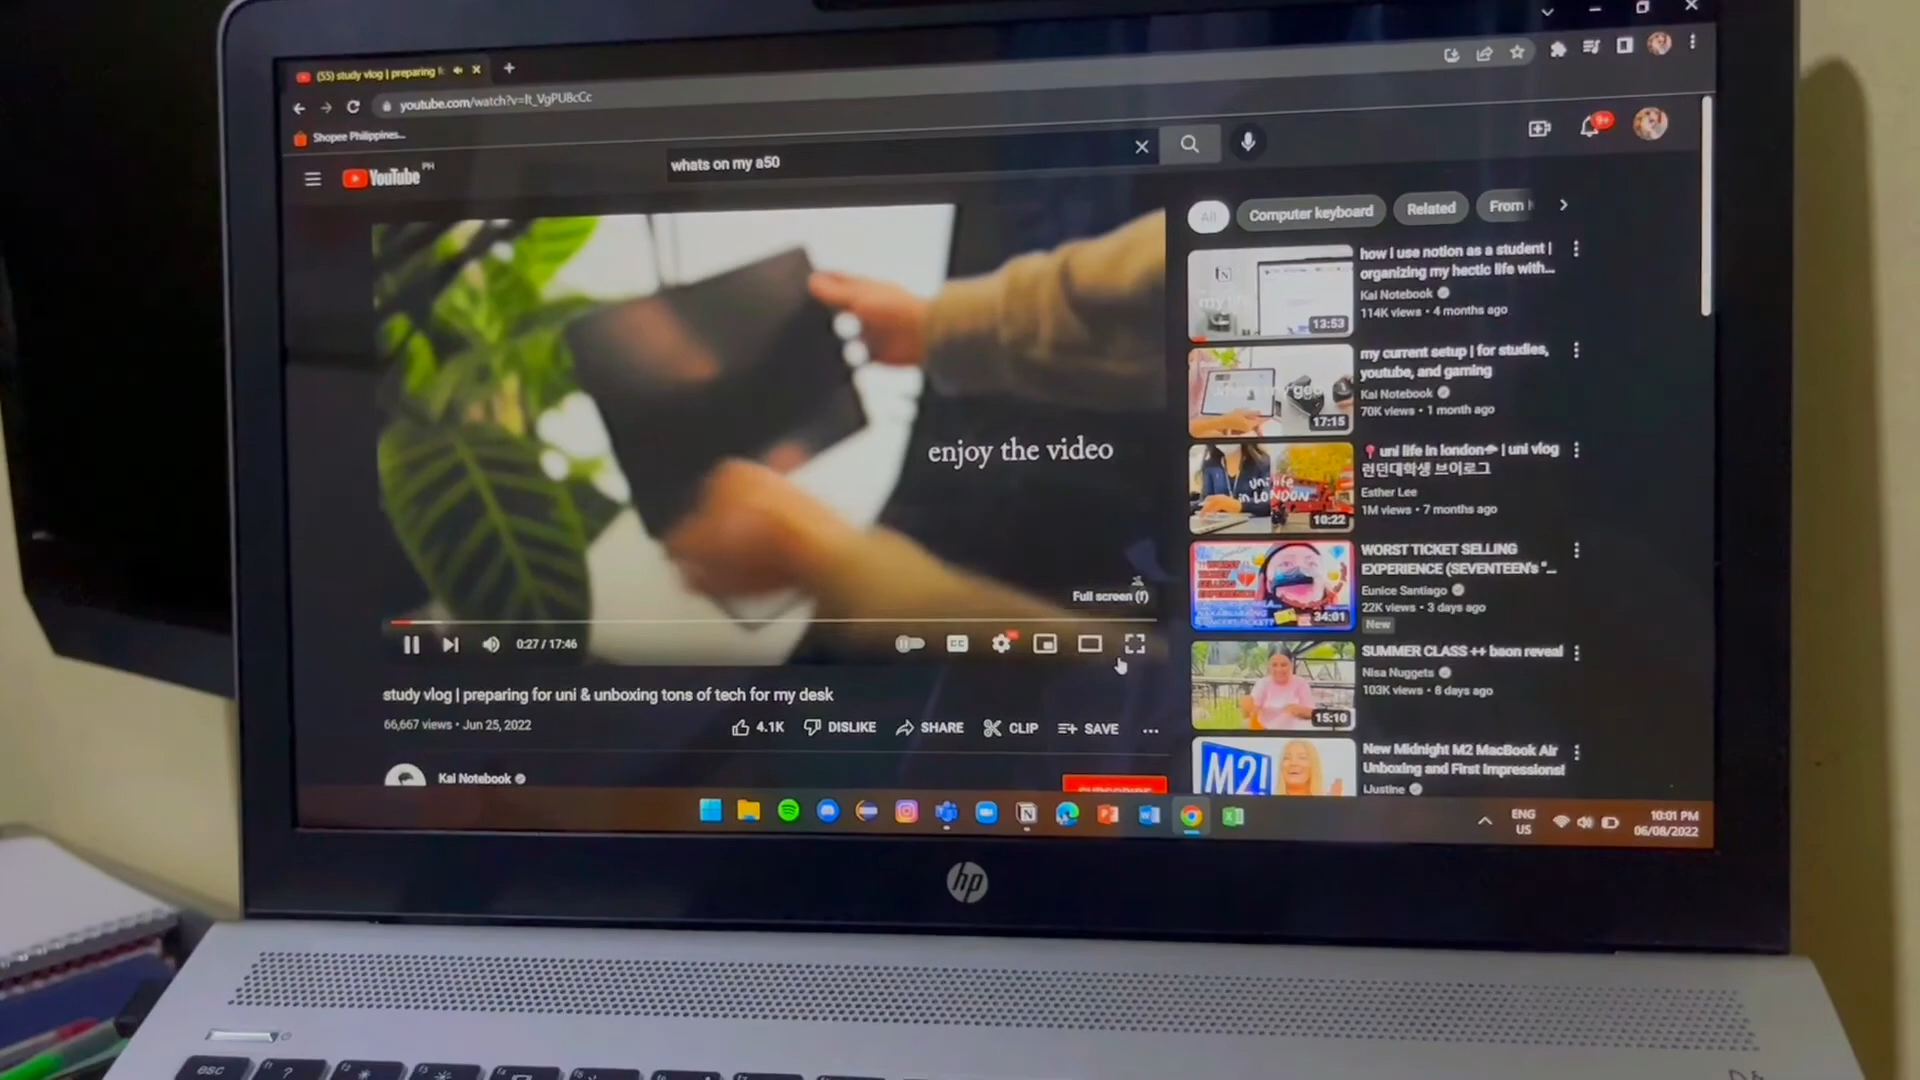 (55) study vlog | preparing f
youtube.com/watch?v=It_VgPU8cCc
Shopee Philippines...
YouTube PH
whats on my a50
9+
All
Computer keyboard
Related
From
enjoy the video
Full screen (f)
0:27 / 17:46
study vlog | preparing for uni & unboxing tons of tech for my desk
66,667 views • Jun 25, 2022
4.1K
DISLIKE
SHARE
CLIP
SAVE
Kai Notebook
how I use notion as a student |
organizing my hectic life with...
Kai Notebook
114K views • 4 months ago
13:53
my current setup | for studies,
youtube, and gaming
Kai Notebook
70K views • 1 month ago
17:15
uni life in london | uni vlog
런던대학생 브이로그
Esther Lee
1M views • 7 months ago
uni life
in LONDON
10:22
WORST TICKET SELLING
EXPERIENCE (SEVENTEEN's “...
Eunice Santiago
22K views • 3 days ago
New
34:01
SUMMER CLASS ++ baon reveal
Nisa Nuggets
103K views • 8 days ago
15:10
New Midnight M2 MacBook Air
Unboxing and First Impressions!
iJustine
M2!
ENG
US
10:01 PM
06/08/2022
hp
esc